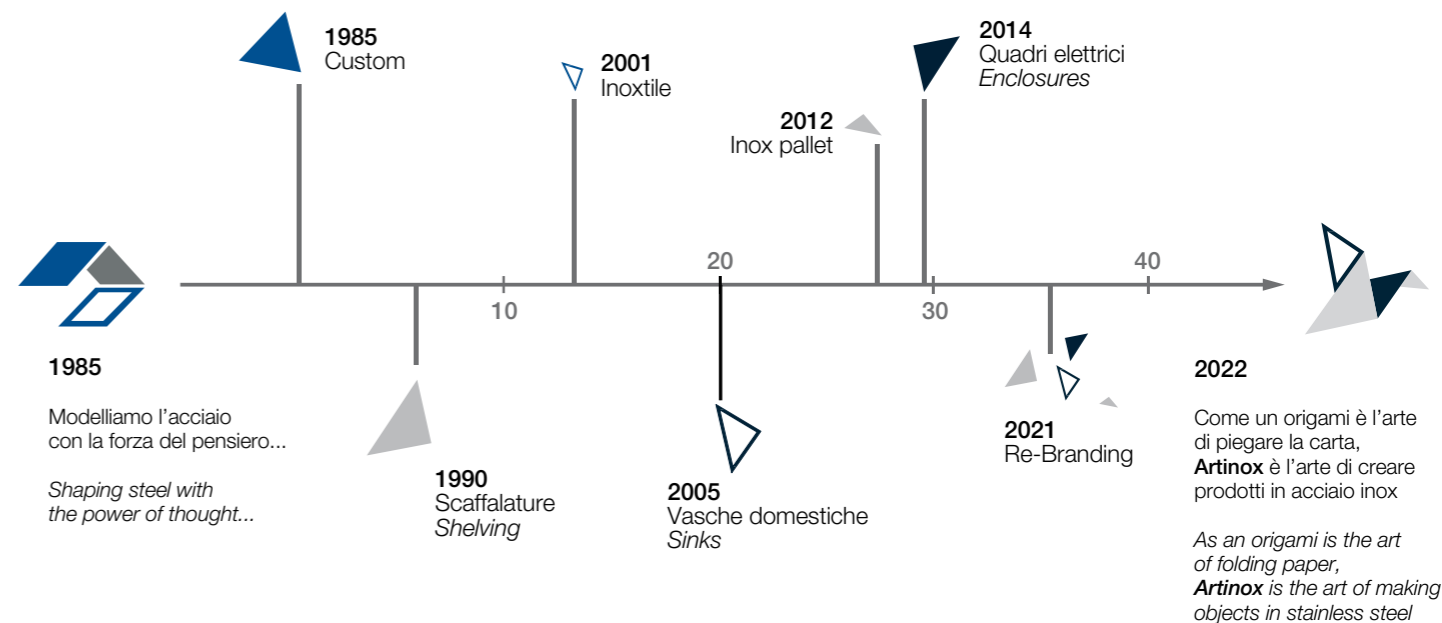 1985
Custom
2001
Inoxtile
2012
Inox pallet
2014
Quadri elettrici
Enclosures
10
20
30
40
1985
Modelliamo l’acciaio
con la forza del pensiero...
Shaping steel with
the power of thought...
1990
Scaffalature
Shelving
2005
Vasche domestiche
Sinks
2021
Re-Branding
2022
Come un origami è l’arte
di piegare la carta,
Artinox è l’arte di creare
prodotti in acciaio inox
As an origami is the art
of folding paper,
Artinox is the art of making
objects in stainless steel